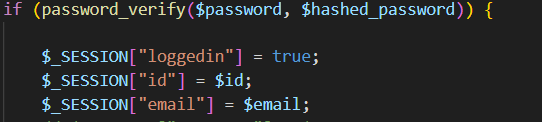 if (password_verify($password, $hashed_password)) {
$_SESSION["loggedin"] = true;
$_SESSION["id"] = $id;
$_SESSION["email"] = $email;